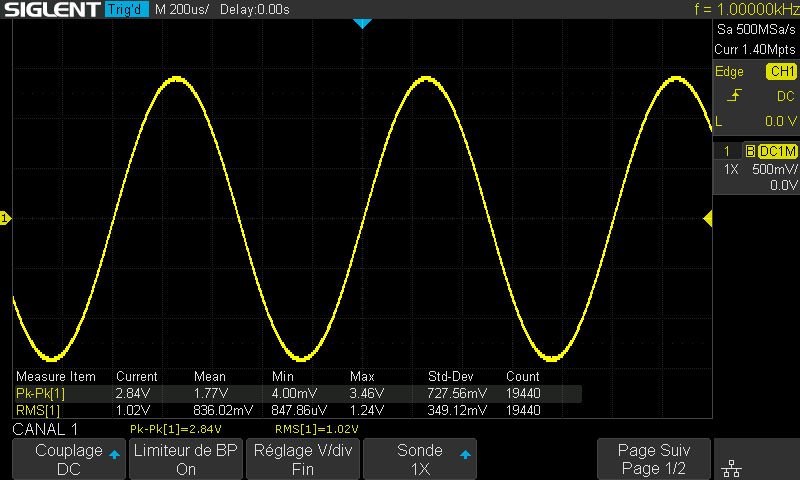 SIGLENT Trig'd M 200us/ Delay:0.00s f = 1.00000kHz
Sa 500MSa/s
Curr 1.40Mpts
Edge CH1
DC
L 0.0 V
1 B DC1M
1X 500mV/
0.0V
1
Measure Item Current Mean Min Max Std-Dev Count
Pk-Pk[1] 2.84V 1.77V 4.00mV 3.46V 727.56mV 19440
RMS[1] 1.02V 836.02mV 847.86uV 1.24V 349.12mV 19440
CANAL 1 Pk-Pk[1]=2.84V RMS[1]=1.02V
Couplage Limiteur de BP Réglage V/div Sonde Page Suiv
DC On Fin 1X Page 1/2